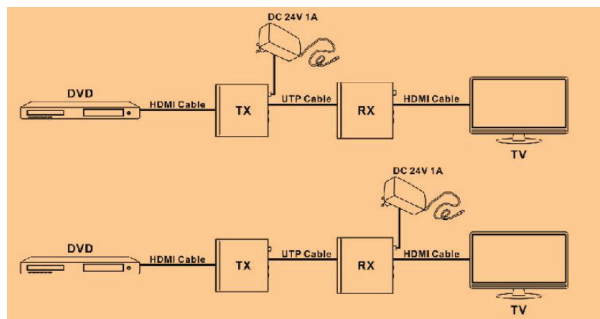 DC 24V 1A
DVD
HDMI Cable
TX
UTP Cable
RX
HDMI Cable
TV
DC 24V 1A
DVD
HDMI Cable
TX
UTP Cable
RX
HDMI Cable
TV